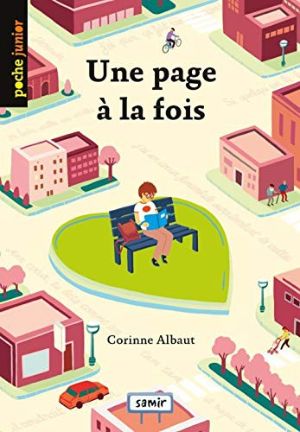 poche junior
Une page
à la fois
Corinne Albaut
samir